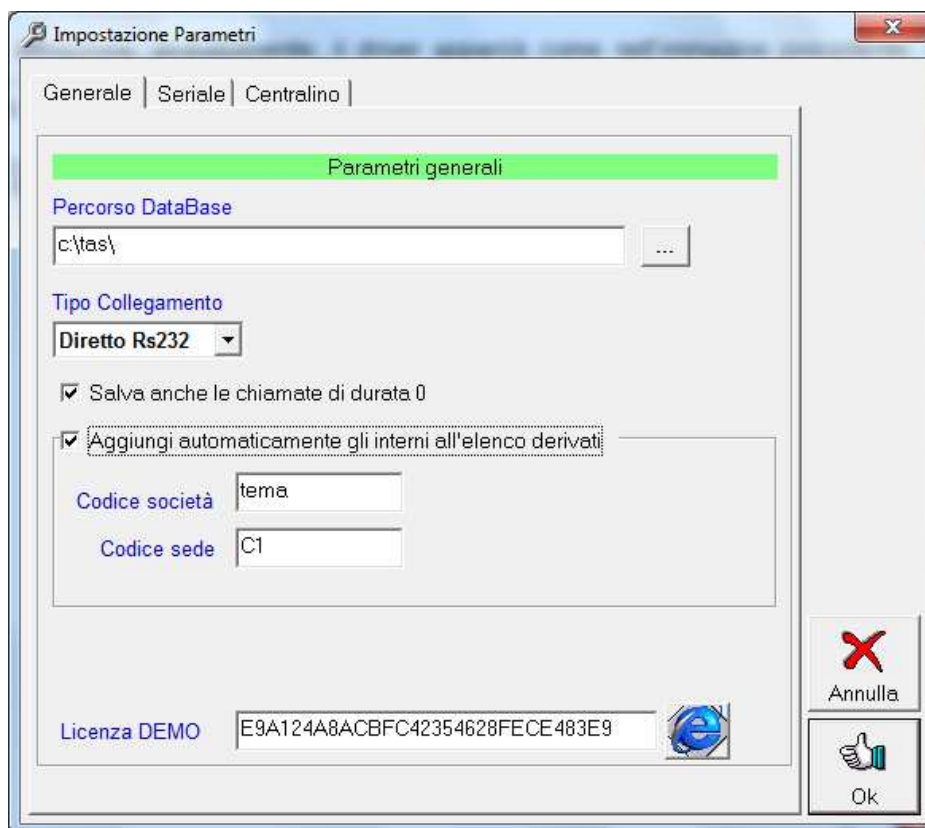 Impostazione Parametri
Generale
Seriale
Centralino
Parametri generali
Percorso DataBase
c:\tas\
...
Tipo Collegamento
Diretto Rs232
Salva anche le chiamate di durata 0
Aggiungi automaticamente gli interni all'elenco derivati
Codice società
tema
Codice sede
C1
Licenza DEMO
E9A124A8ACBFC42354628FECE483E9
Annulla
Ok